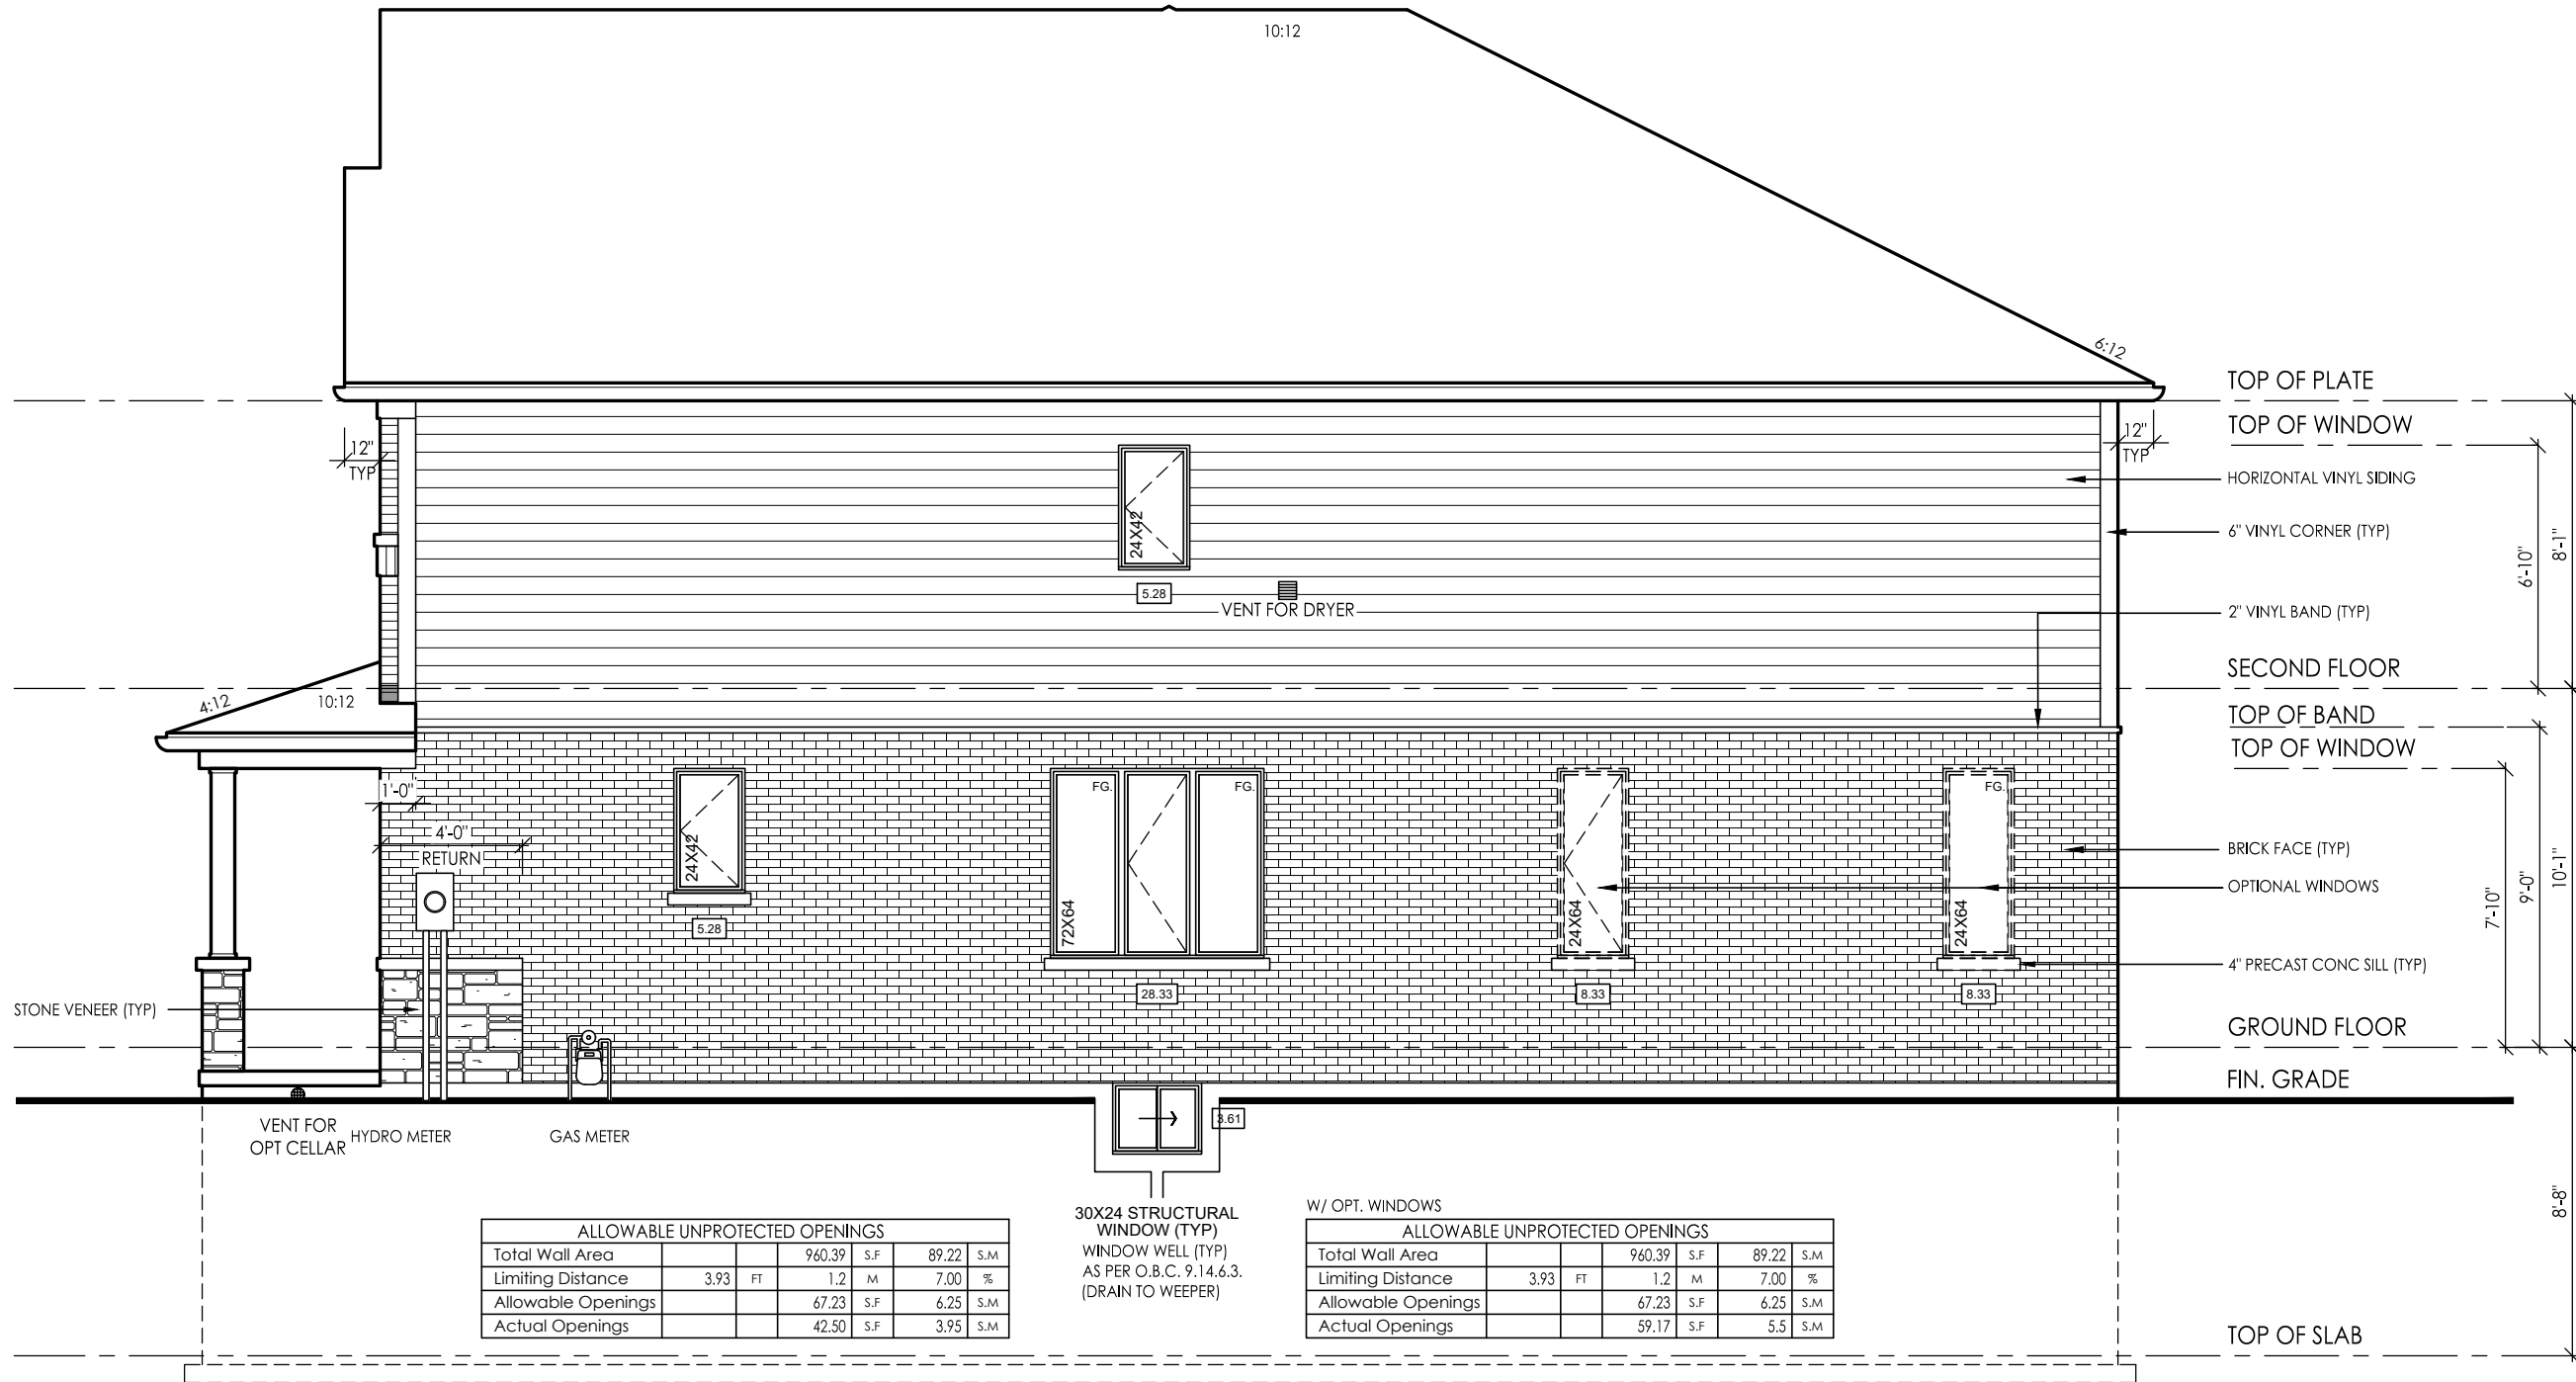 10:12
6:12
TOP OF PLATE
TOP OF WINDOW
12"
TYP
12"
TYP
HORIZONTAL VINYL SIDING
24X42
6" VINYL CORNER (TYP)
6'-10"
8'-1"
5.28
VENT FOR DRYER
2" VINYL BAND (TYP)
SECOND FLOOR
4:12
10:12
TOP OF BAND
TOP OF WINDOW
1'-0"
FG.
FG.
FG.
4'-0"
RETURN
24X42
BRICK FACE (TYP)
OPTIONAL WINDOWS
72X64
24X64
24X64
7'-10"
9'-0"
10'-1"
5.28
4" PRECAST CONC SILL (TYP)
28.33
8.33
8.33
STONE VENEER (TYP)
GROUND FLOOR
FIN. GRADE
VENT FOR
OPT CELLAR
HYDRO METER
GAS METER
3.61
30X24 STRUCTURAL
WINDOW (TYP)
WINDOW WELL (TYP)
AS PER O.B.C. 9.14.6.3.
(DRAIN TO WEEPER)
8'-8"
ALLOWABLE UNPROTECTED OPENINGS
Total Wall Area 960.39 S.F 89.22 S.M
Limiting Distance 3.93 FT 1.2 M 7.00 %
Allowable Openings 67.23 S.F 6.25 S.M
Actual Openings 42.50 S.F 3.95 S.M
W/ OPT. WINDOWS
ALLOWABLE UNPROTECTED OPENINGS
Total Wall Area 960.39 S.F 89.22 S.M
Limiting Distance 3.93 FT 1.2 M 7.00 %
Allowable Openings 67.23 S.F 6.25 S.M
Actual Openings 59.17 S.F 5.5 S.M
TOP OF SLAB